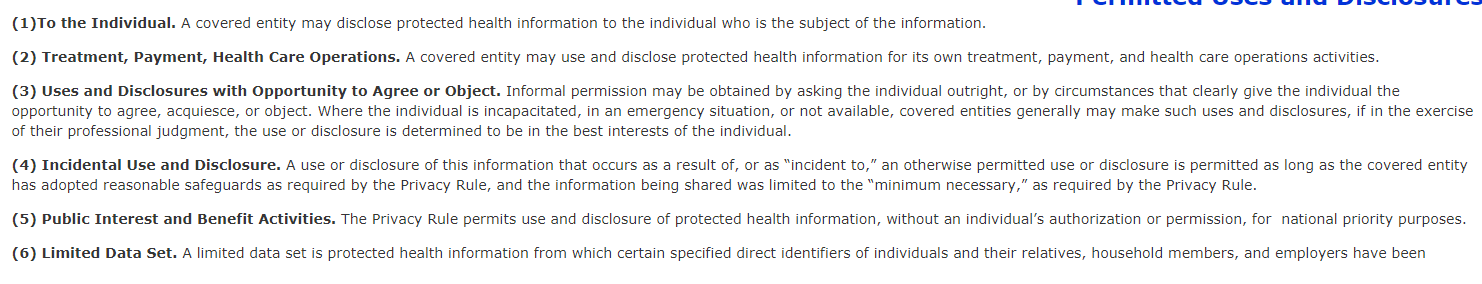 Permitted Uses and Disclosures
(1)To the Individual. A covered entity may disclose protected health information to the individual who is the subject of the information.
(2) Treatment, Payment, Health Care Operations. A covered entity may use and disclose protected health information for its own treatment, payment, and health care operations activities.
(3) Uses and Disclosures with Opportunity to Agree or Object. Informal permission may be obtained by asking the individual outright, or by circumstances that clearly give the individual the
opportunity to agree, acquiesce, or object. Where the individual is incapacitated, in an emergency situation, or not available, covered entities generally may make such uses and disclosures, if in the exercise
of their professional judgment, the use or disclosure is determined to be in the best interests of the individual.
(4) Incidental Use and Disclosure. A use or disclosure of this information that occurs as a result of, or as “incident to,” an otherwise permitted use or disclosure is permitted as long as the covered entity
has adopted reasonable safeguards as required by the Privacy Rule, and the information being shared was limited to the “minimum necessary,” as required by the Privacy Rule.
(5) Public Interest and Benefit Activities. The Privacy Rule permits use and disclosure of protected health information, without an individual’s authorization or permission, for  national priority purposes.
(6) Limited Data Set. A limited data set is protected health information from which certain specified direct identifiers of individuals and their relatives, household members, and employers have been